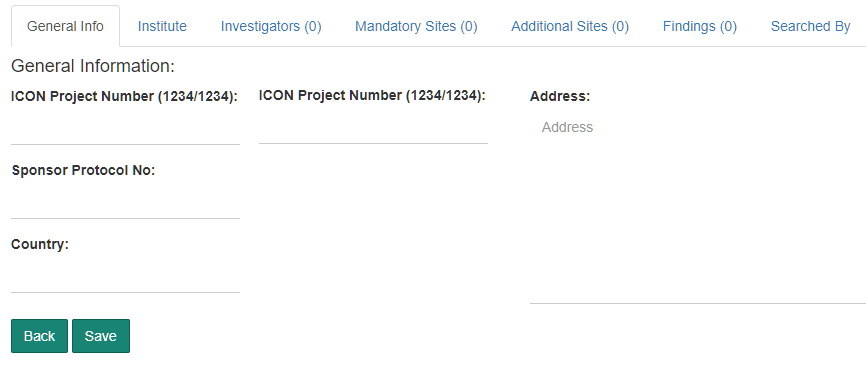 General Info
Institute
Investigators (0)
Mandatory Sites (0)
Additional Sites (0)
Findings (0)
Searched By
General Information:
ICON Project Number (1234/1234):
ICON Project Number (1234/1234):
Address:
Address
Sponsor Protocol No:
Country:
Back
Save